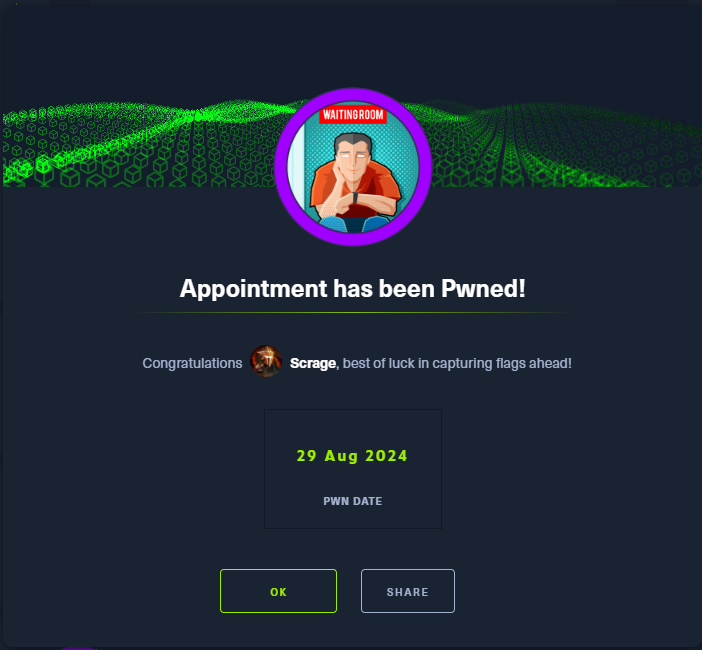 WAITING ROOM
Appointment has been Pwned!
Congratulations Scrage, best of luck in capturing flags ahead!
29 Aug 2024
PWN DATE
OK SHARE